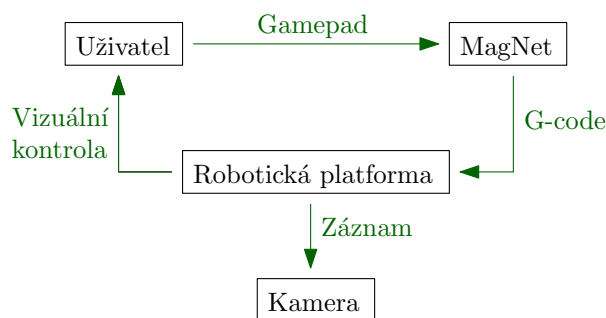 Gamepad
Uživatel
MagNet
Vizuální
kontrola
G-code
Robotická platforma
Záznam
Kamera